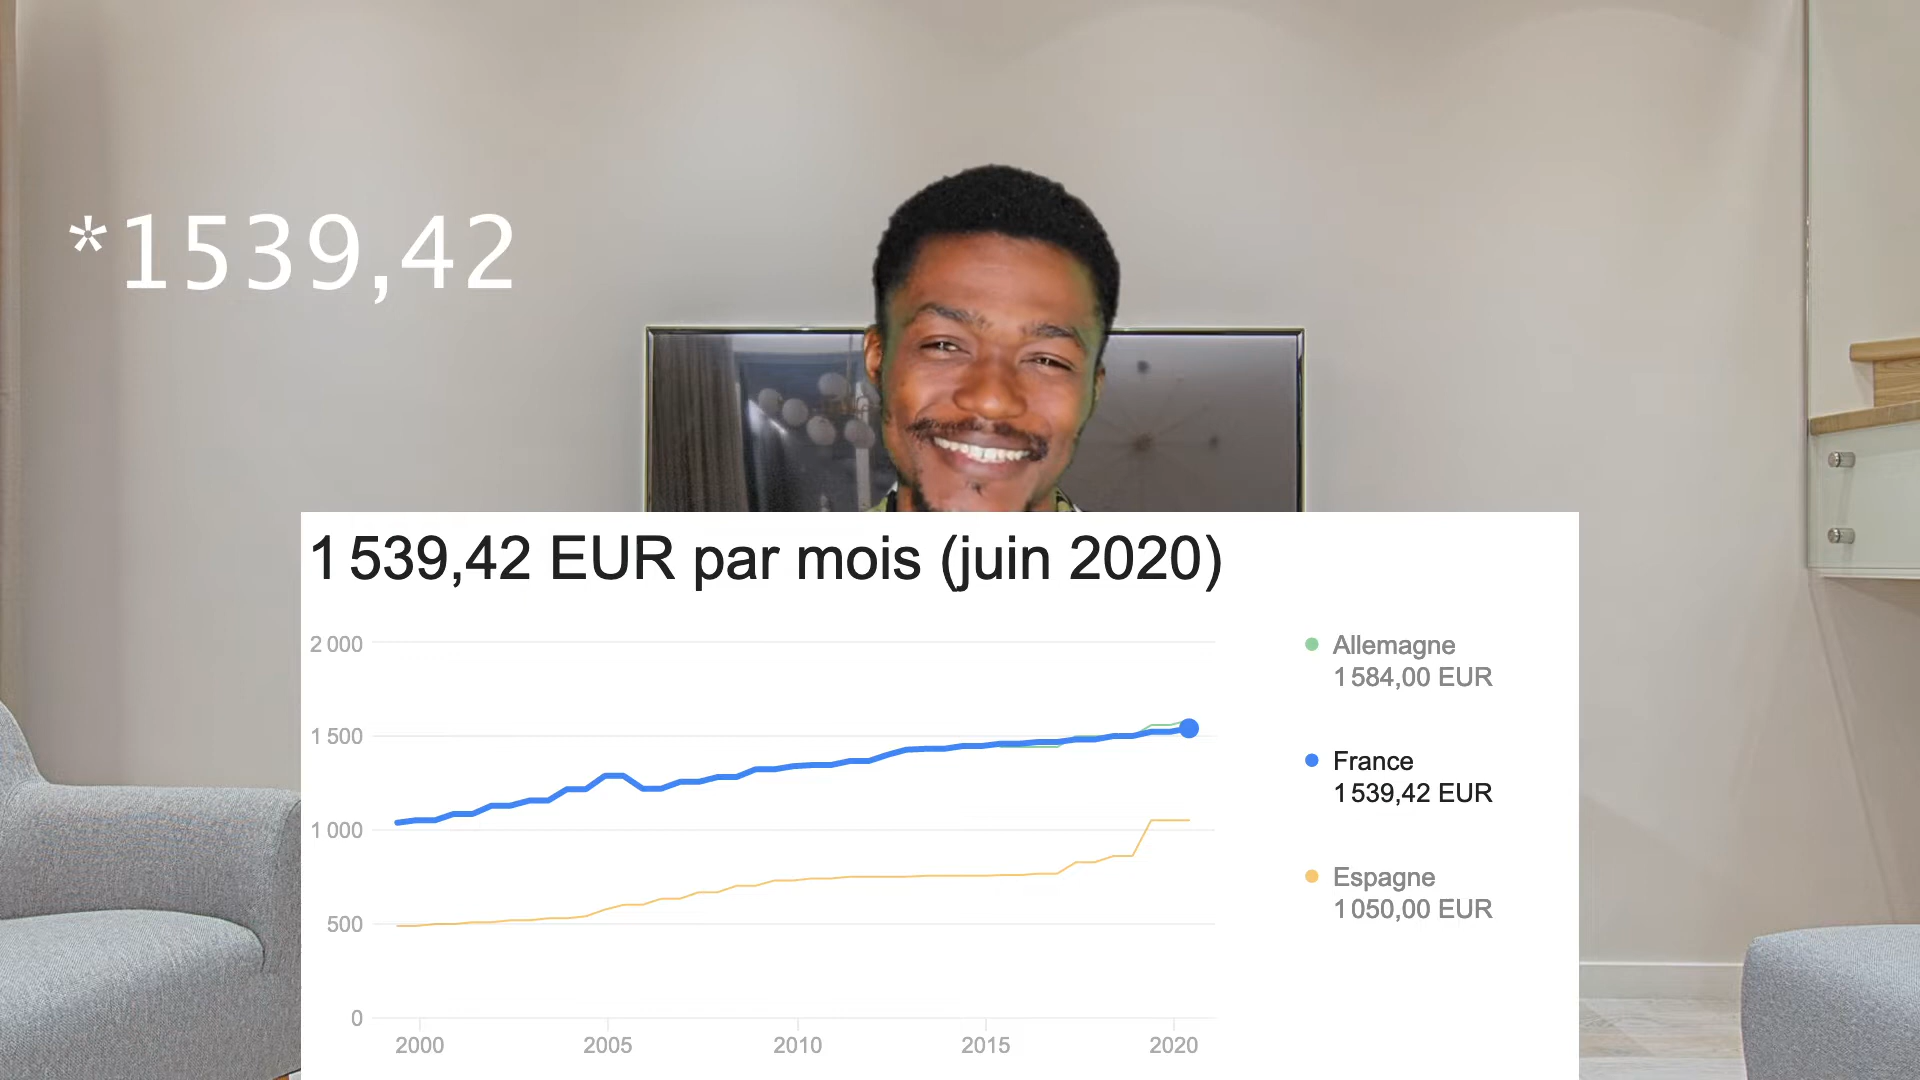 *1539,42
1 539,42 EUR par mois (juin 2020)
2 000
1 500
1 000
500
0
2000
2005
2010
2015
2020
Allemagne
1 584,00 EUR
France
1 539,42 EUR
Espagne
1 050,00 EUR